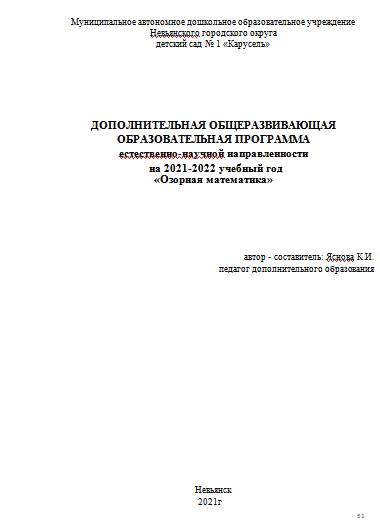 Муниципальное автономное дошкольное образовательное учреждение
Невьянского городского округа
детский сад № 1 «Карусель»
ДОПОЛНИТЕЛЬНАЯ ОБЩЕРАЗВИВАЮЩАЯ
ОБРАЗОВАТЕЛЬНАЯ ПРОГРАММА
естественно-научной направленности
на 2021-2022 учебный год
«Озорная математика»
автор - составитель: Яснова К.И.
педагог дополнительного образования
Невьянск
2021г
51